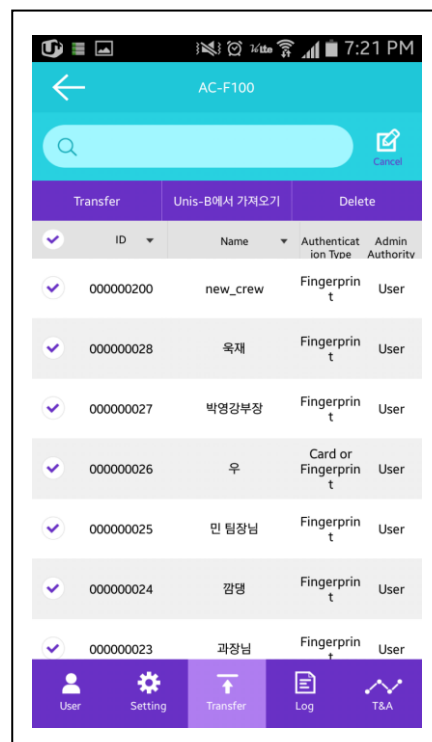 7:21 PM
AC-F100
Cancel
Transfer Unis-B에서 가져오기 Delete
ID Name Authenticat Admin
ion Type Authority
000000200 new_crew Fingerprin User
t
000000028 욱재 Fingerprin User
t
000000027 박영강부장 Fingerprin User
t
Card or
000000026 우 Fingerprin User
t
000000025 민 팀장님 Fingerprin User
t
000000024 깜댕 Fingerprin User
t
000000023 과장님 Fingerprin User
t
User Setting Transfer Log T&A